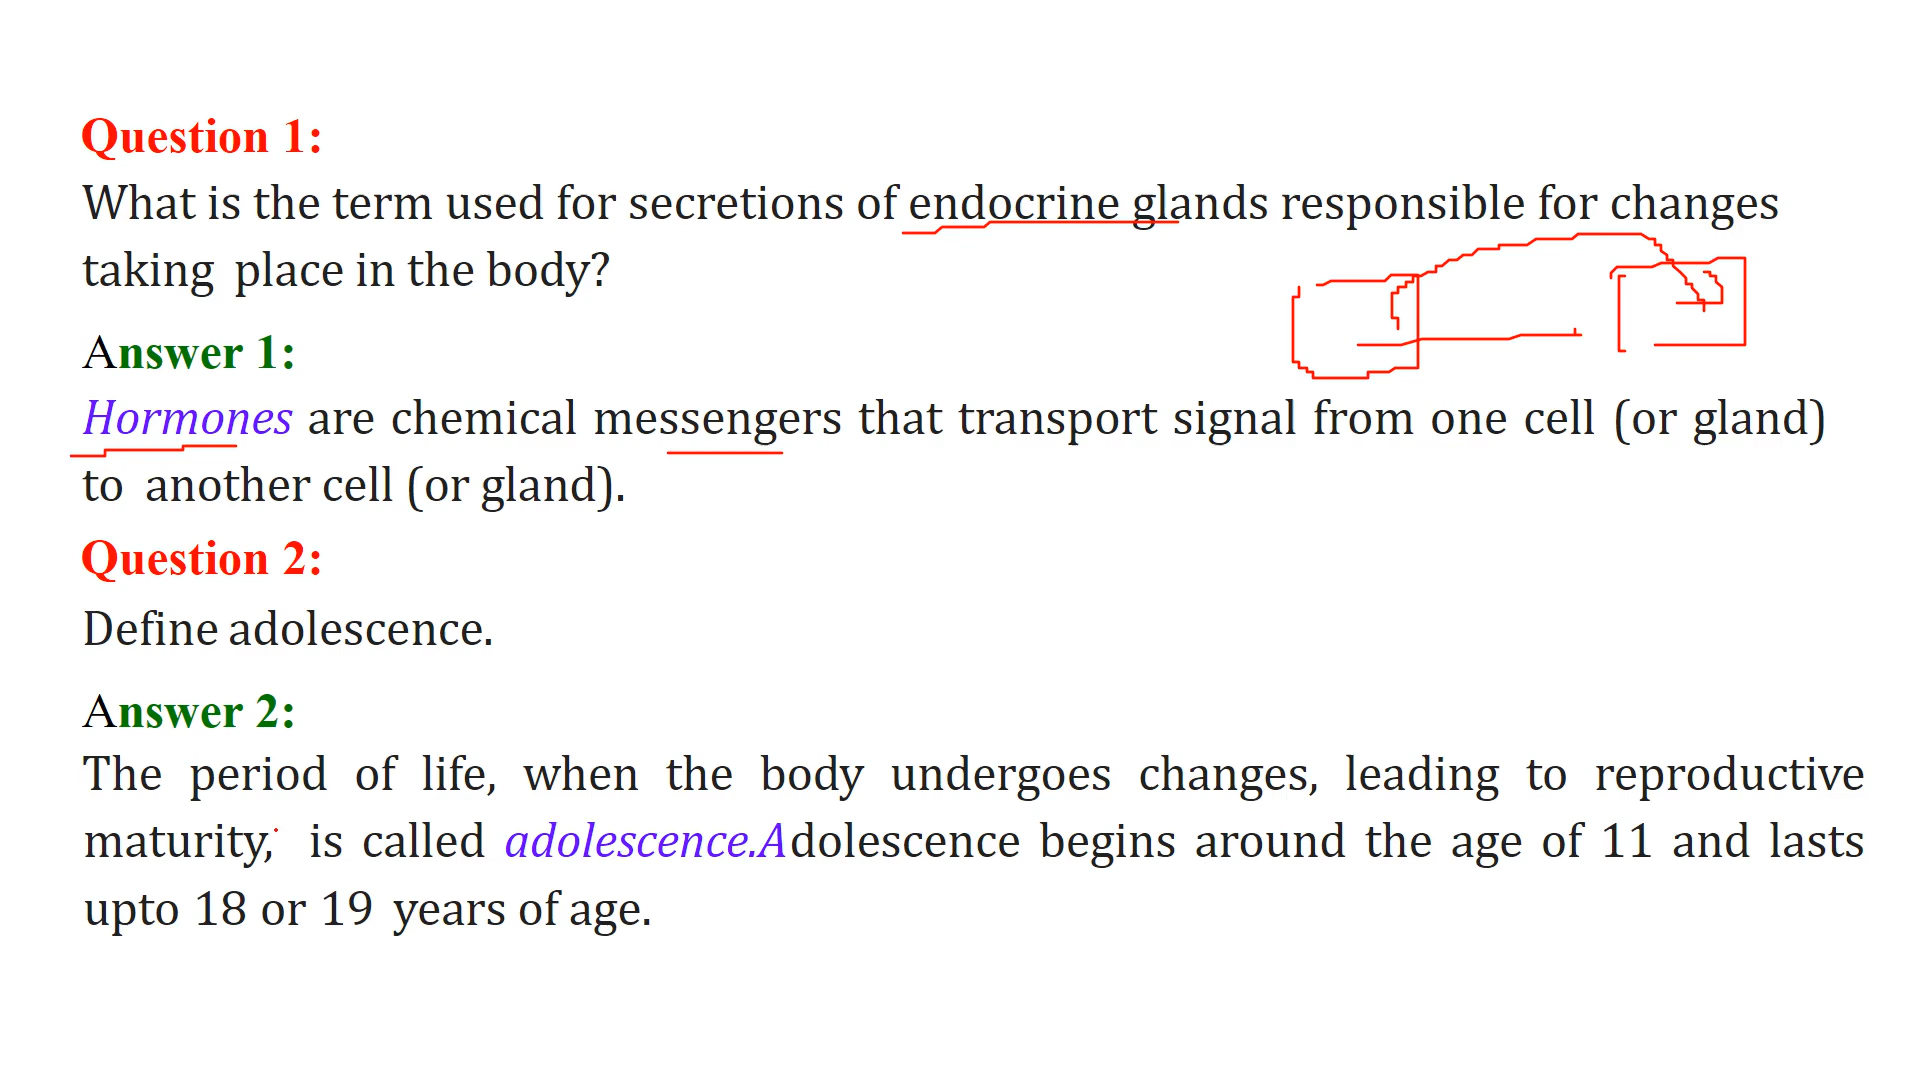 Question 1:
What is the term used for secretions of endocrine glands responsible for changes
taking place in the body?
Answer 1:
Hormones are chemical messengers that transport signal from one cell (or gland)
to another cell (or gland).
Question 2:
Define adolescence.
Answer 2:
The period of life, when the body undergoes changes, leading to reproductive
maturity, is called adolescence.Adolescence begins around the age of 11 and lasts
upto 18 or 19 years of age.